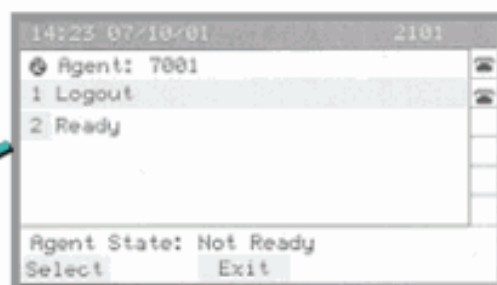 14:23 07/10/01 2101
Agent: 7001
1 Logout
2 Ready
Agent State: Not Ready
Select Exit